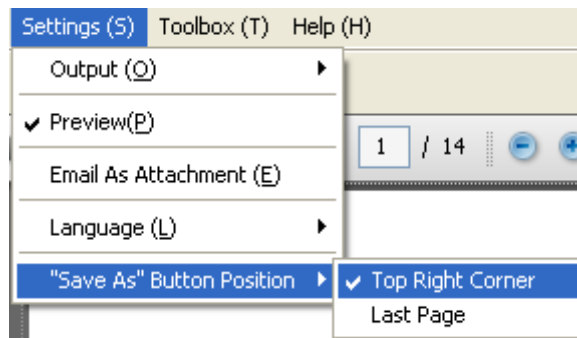 Settings (S) Toolbox (T) Help (H)
Output (O)
Preview(P)
1 / 14
Email As Attachment (E)
Language (L)
"Save As" Button Position
Top Right Corner
Last Page